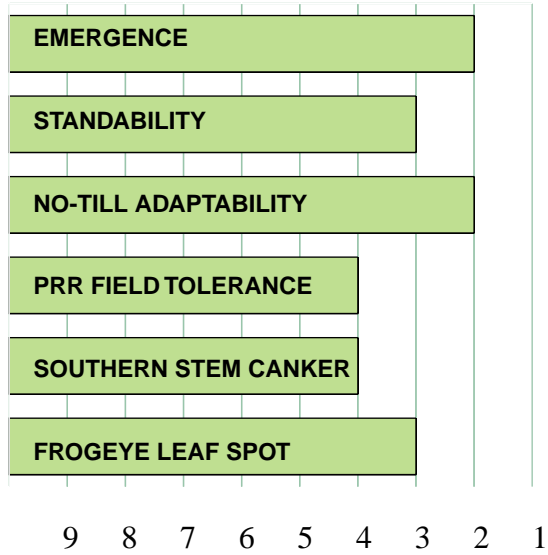 EMERGENCE
STANDABILITY
NO-TILL ADAPTABILITY
PRR FIELD TOLERANCE
SOUTHERN STEM CANKER
FROGEYE LEAF SPOT
9 8 7 6 5 4 3 2 1